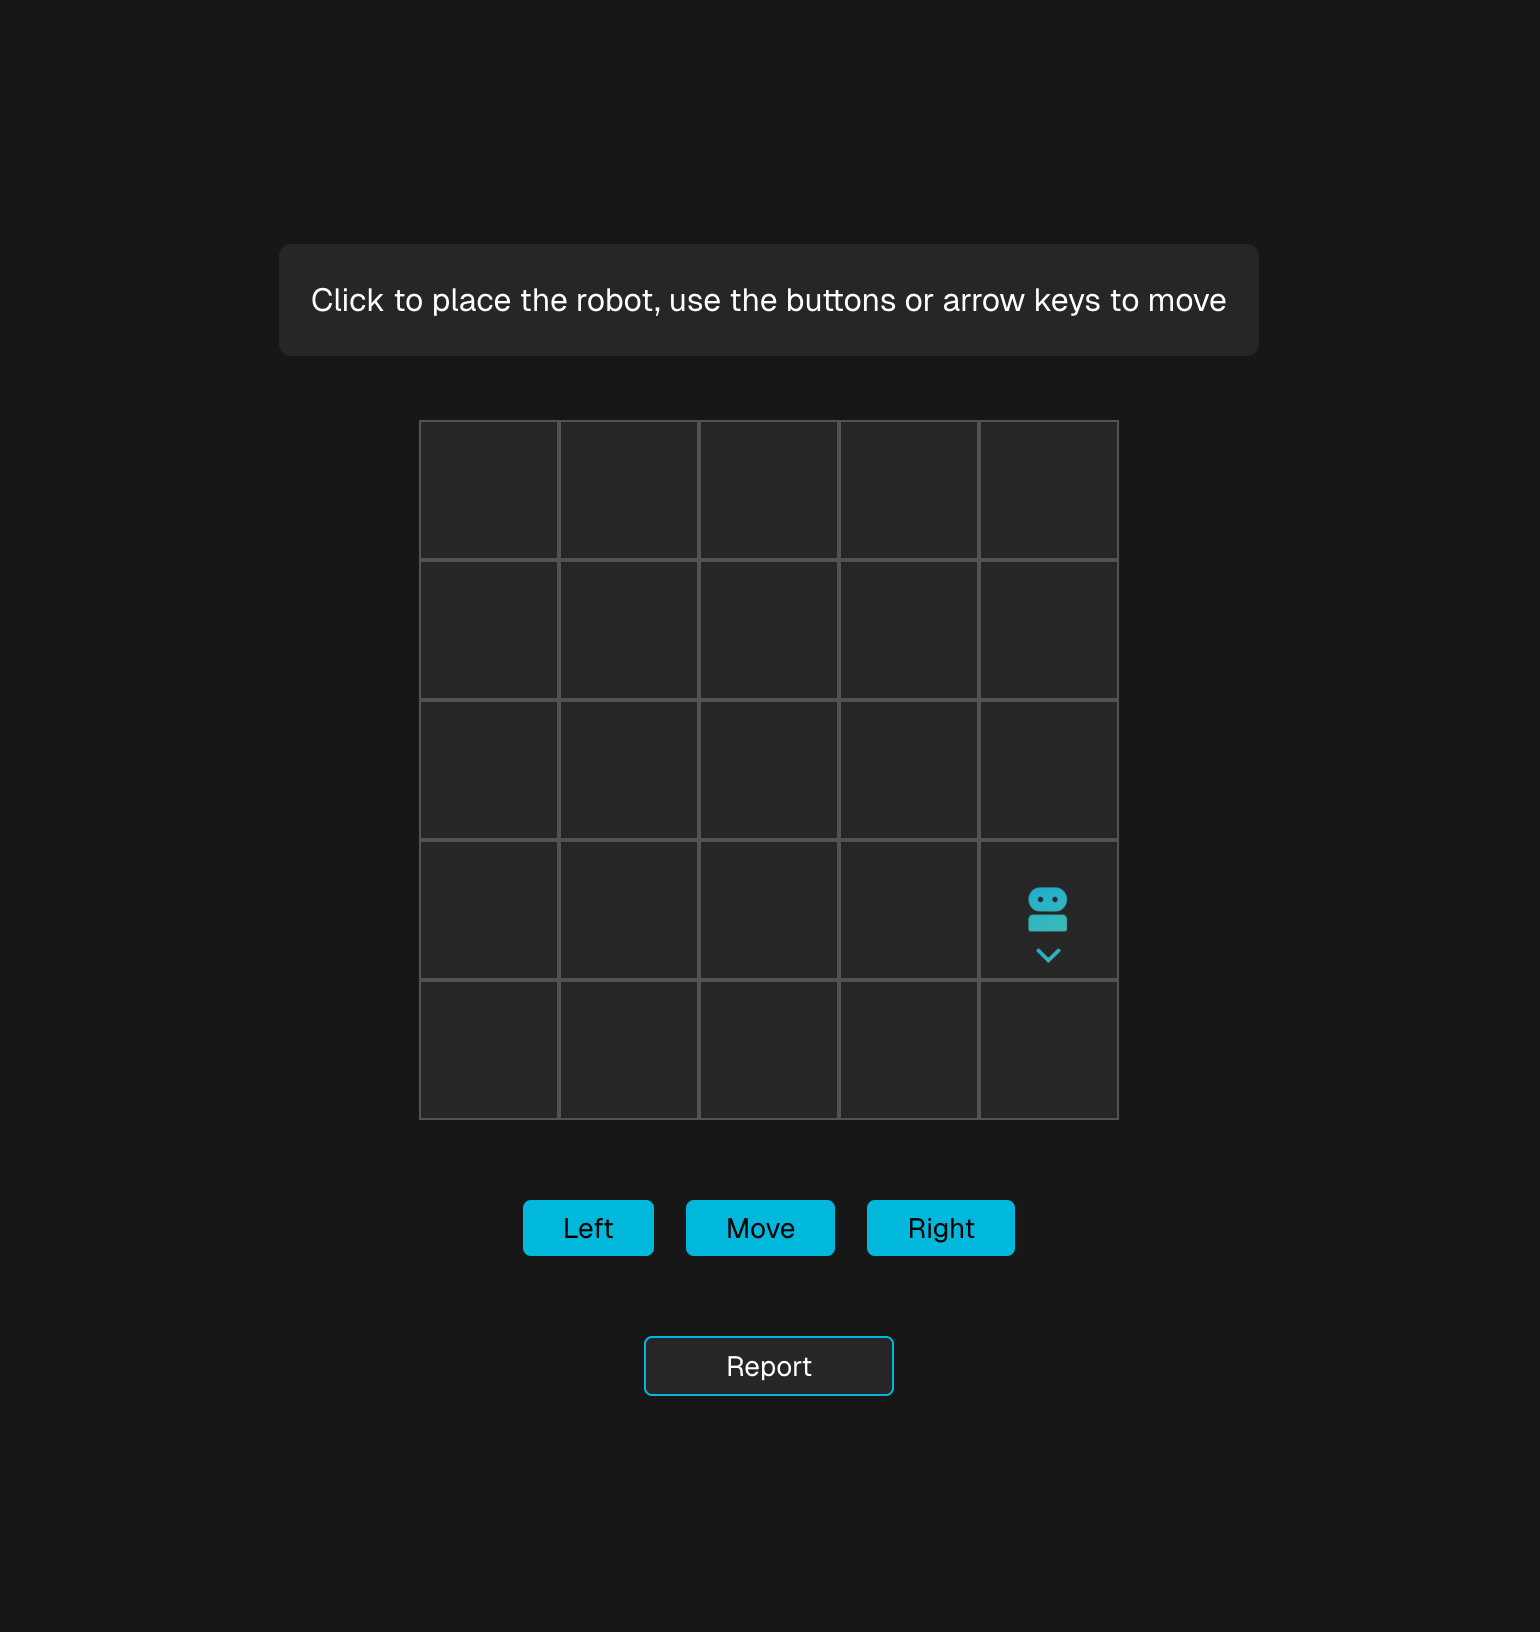 Click to place the robot, use the buttons or arrow keys to move
Left
Move
Right
Report